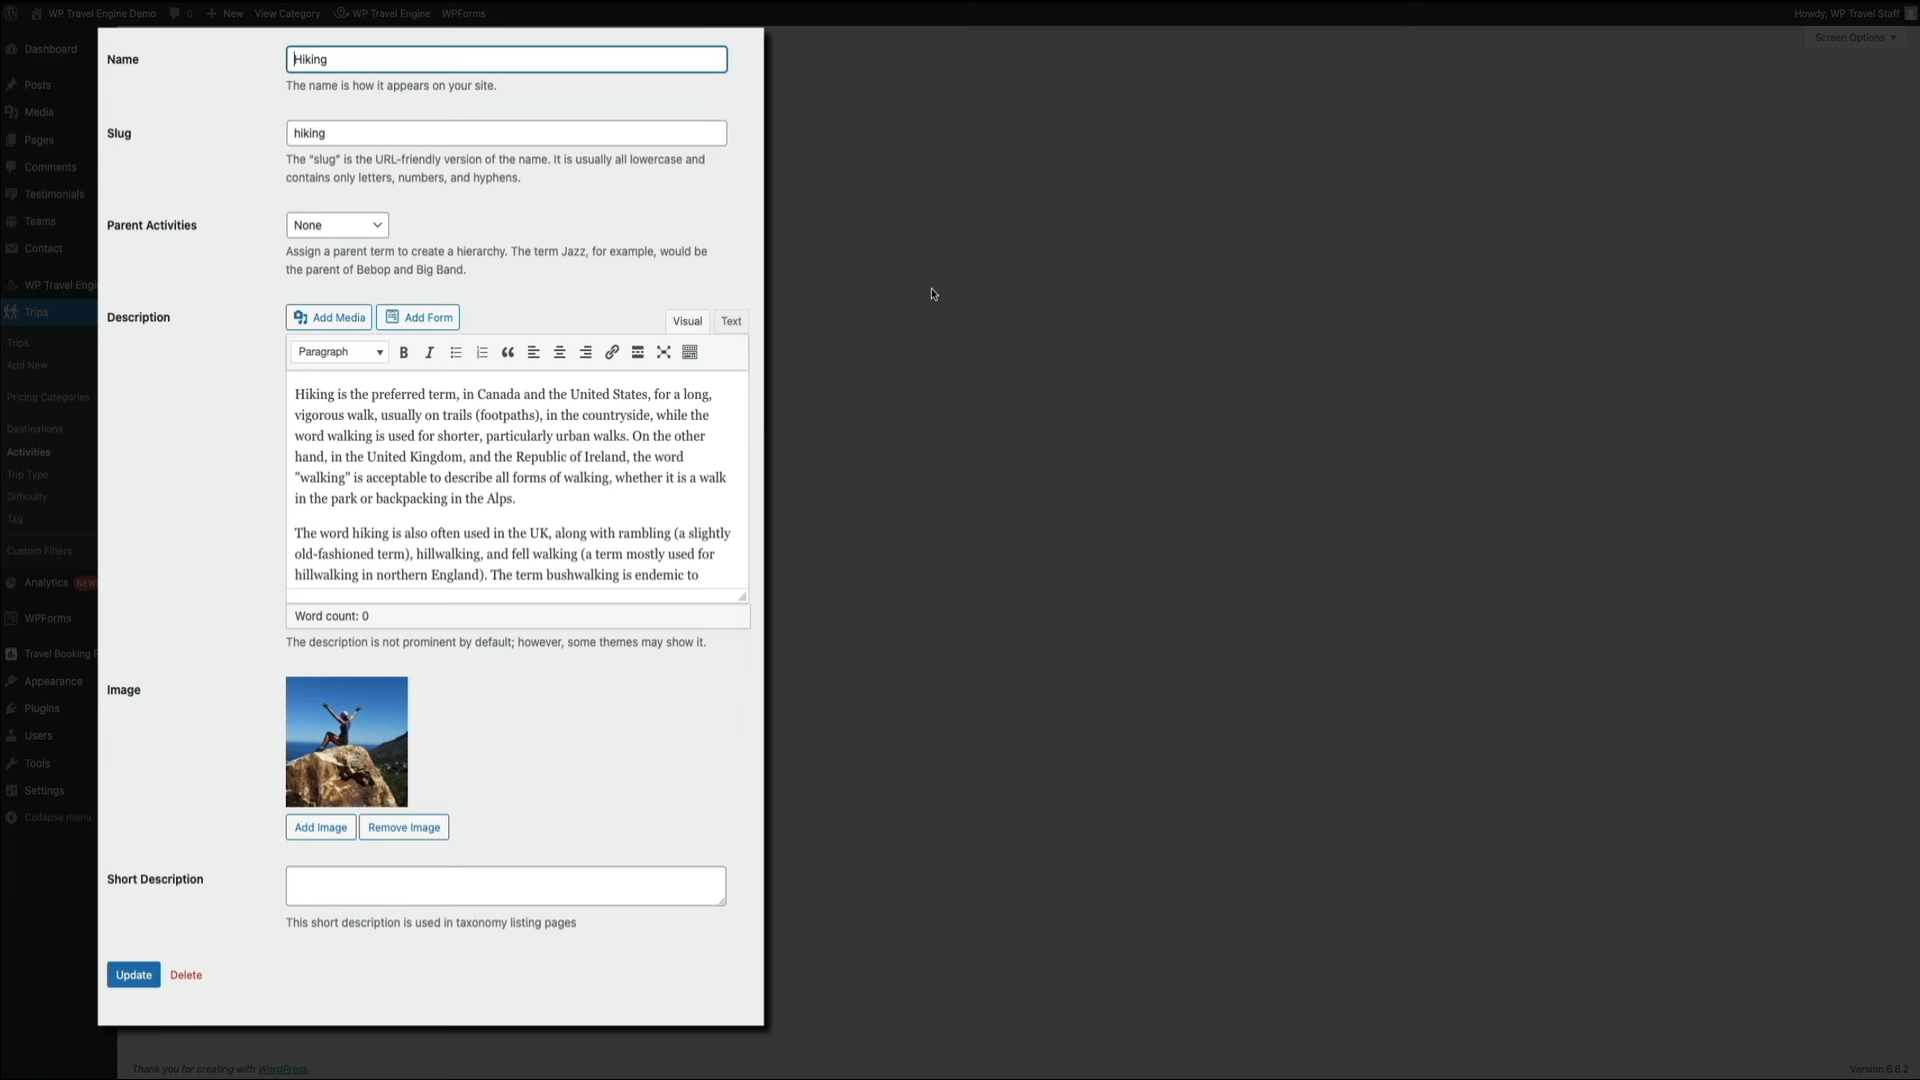 WP Travel Engine Demo
0
New
View Category
WP Travel Engine
WPForms
Howdy, WP Travel Staff
Screen Options
Dashboard
Posts
Media
Pages
Comments
Testimonials
Teams
Contact
WP Travel Engi
Trips
Trips
Add New
Pricing Categories
Destinations
Activities
Trip Type
Difficulty
Tag
Custom Filters
Analytics NEW
WPForms
Travel Booking P
Appearance
Plugins
Users
Tools
Settings
Collapse menu
Name
Hiking
The name is how it appears on your site.
Slug
hiking
The “slug” is the URL-friendly version of the name. It is usually all lowercase and
contains only letters, numbers, and hyphens.
Parent Activities
None
Assign a parent term to create a hierarchy. The term Jazz, for example, would be
the parent of Bebop and Big Band.
Description
Add Media
Add Form
Visual
Text
Paragraph
Hiking is the preferred term, in Canada and the United States, for a long,
vigorous walk, usually on trails (footpaths), in the countryside, while the
word walking is used for shorter, particularly urban walks. On the other
hand, in the United Kingdom, and the Republic of Ireland, the word
"walking" is acceptable to describe all forms of walking, whether it is a walk
in the park or backpacking in the Alps.
The word hiking is also often used in the UK, along with rambling (a slightly
old-fashioned term), hillwalking, and fell walking (a term mostly used for
hillwalking in northern England). The term bushwalking is endemic to
Word count: 0
The description is not prominent by default; however, some themes may show it.
Image
Add Image
Remove Image
Short Description
This short description is used in taxonomy listing pages
Update
Delete
Thank you for creating with WordPress.
Version 6.6.2